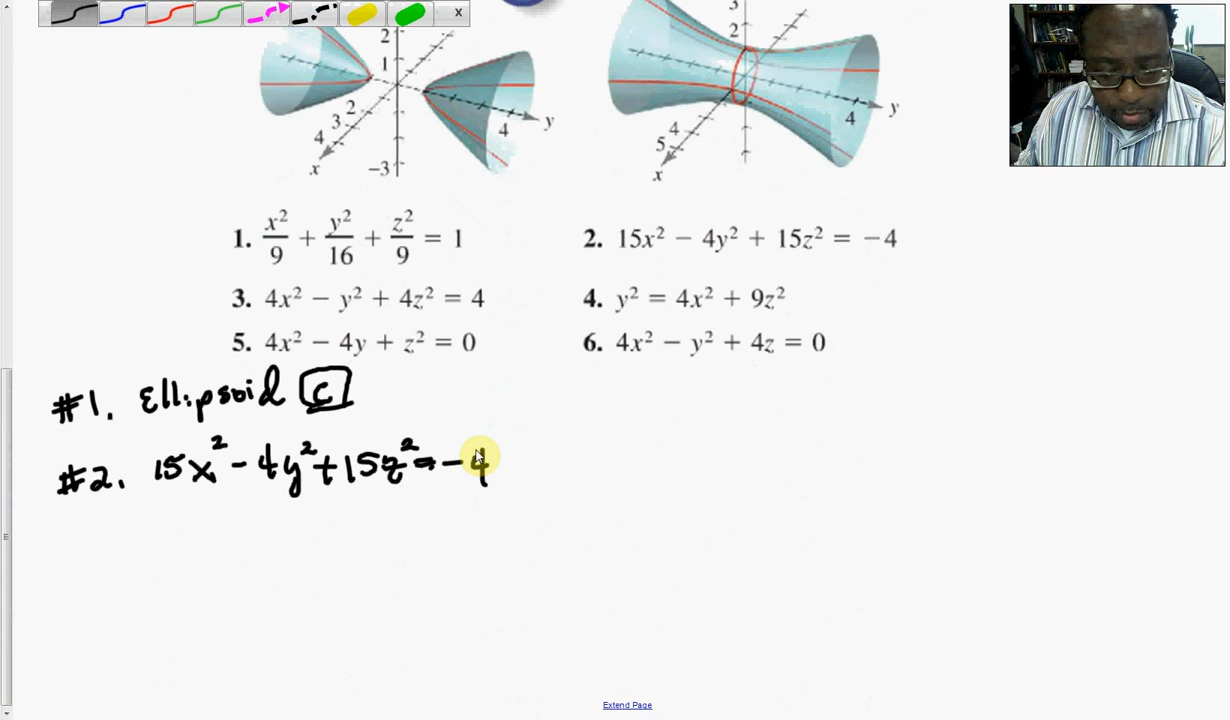 x
2
1
2
3
4
4
y
-3
x
3
2
4
5
4
y
x
1. x²/9 + y²/16 + z²/9 = 1
2. 15x² − 4y² + 15z² = −4
3. 4x² − y² + 4z² = 4
4. y² = 4x² + 9z²
5. 4x² − 4y + z² = 0
6. 4x² − y² + 4z = 0
#1. Ellipsoid C
#2. 15x² - 4y² + 15z² = -4
Extend Page